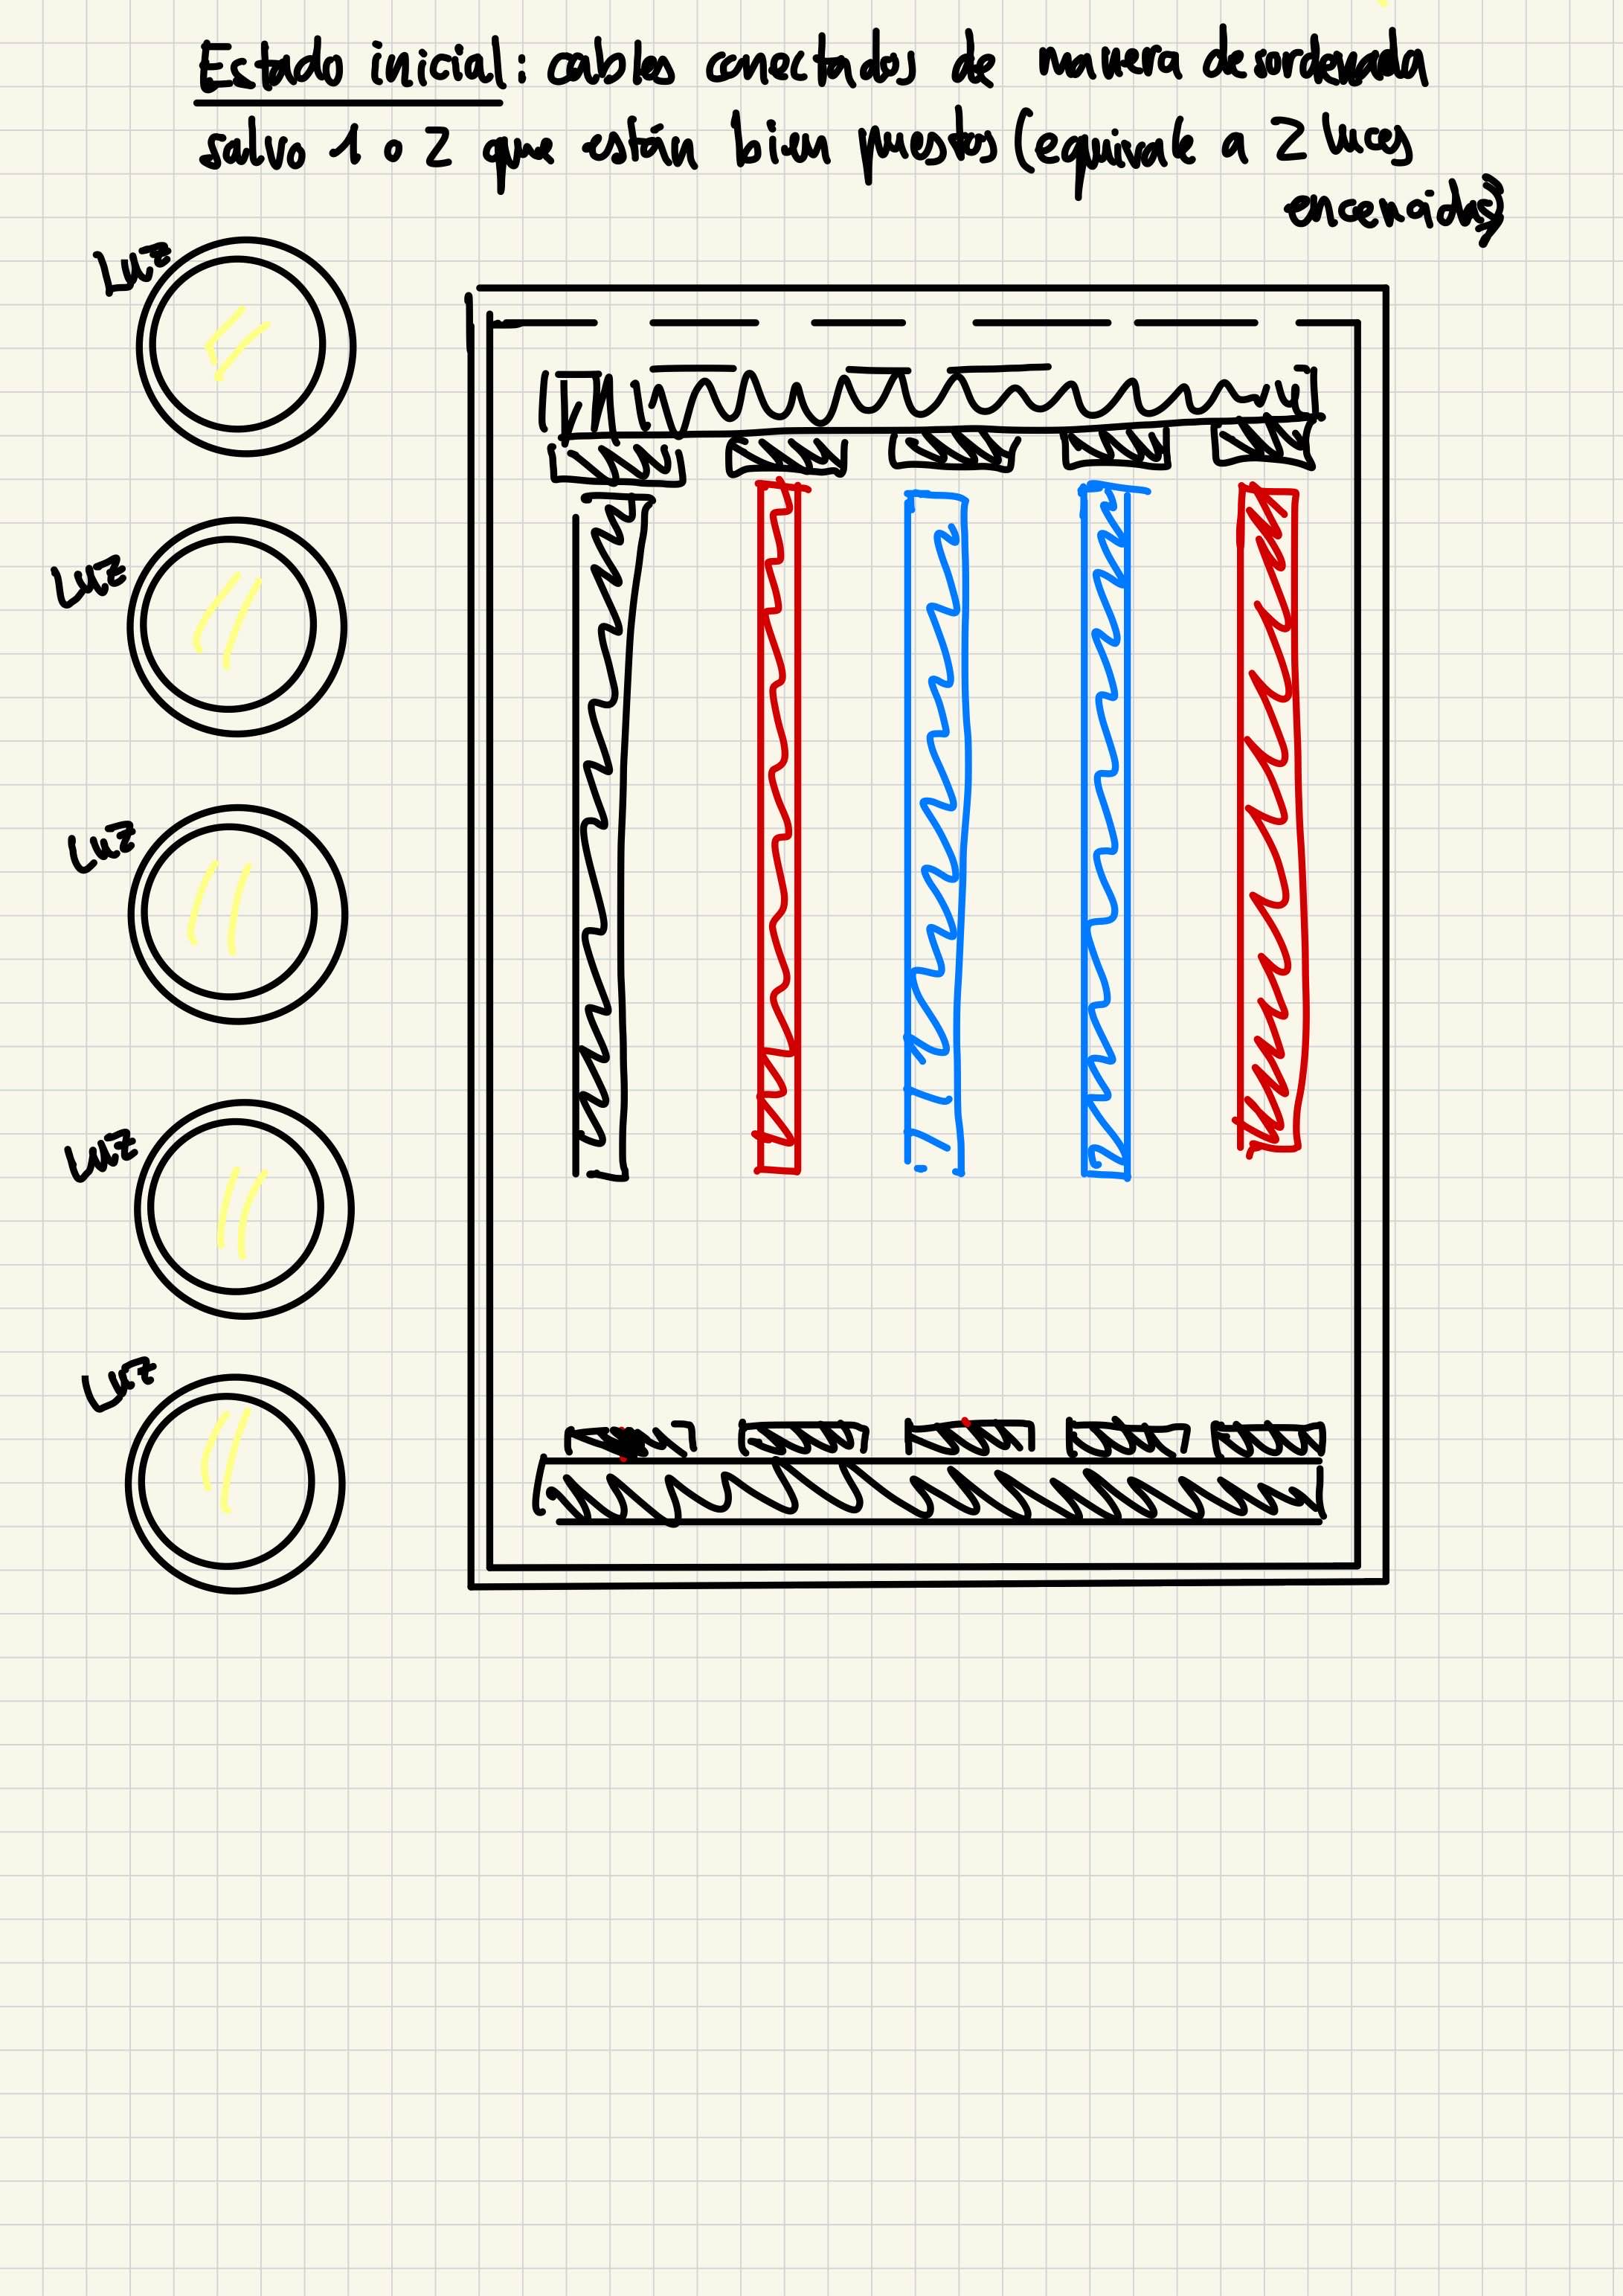 Estado inicial: cables conectados de manera desordenada
salvo 1 o 2 que están bien puestos (equivale a 2 luces
encendidas)
Luz
Luz
Luz
Luz
Luz